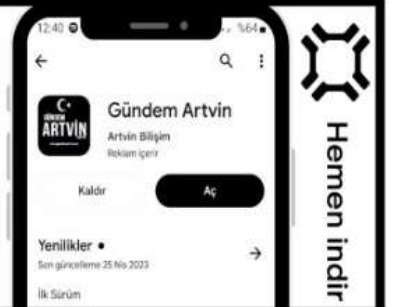 12:40
%64
GÜNDEM
ARTVİN
Gündem Artvin
Artvin Bilişim
Reklam içerir
Kaldır
Aç
Yenilikler •
Son güncelleme 25 Nis 2023
İlk Sürüm
Hemen indir